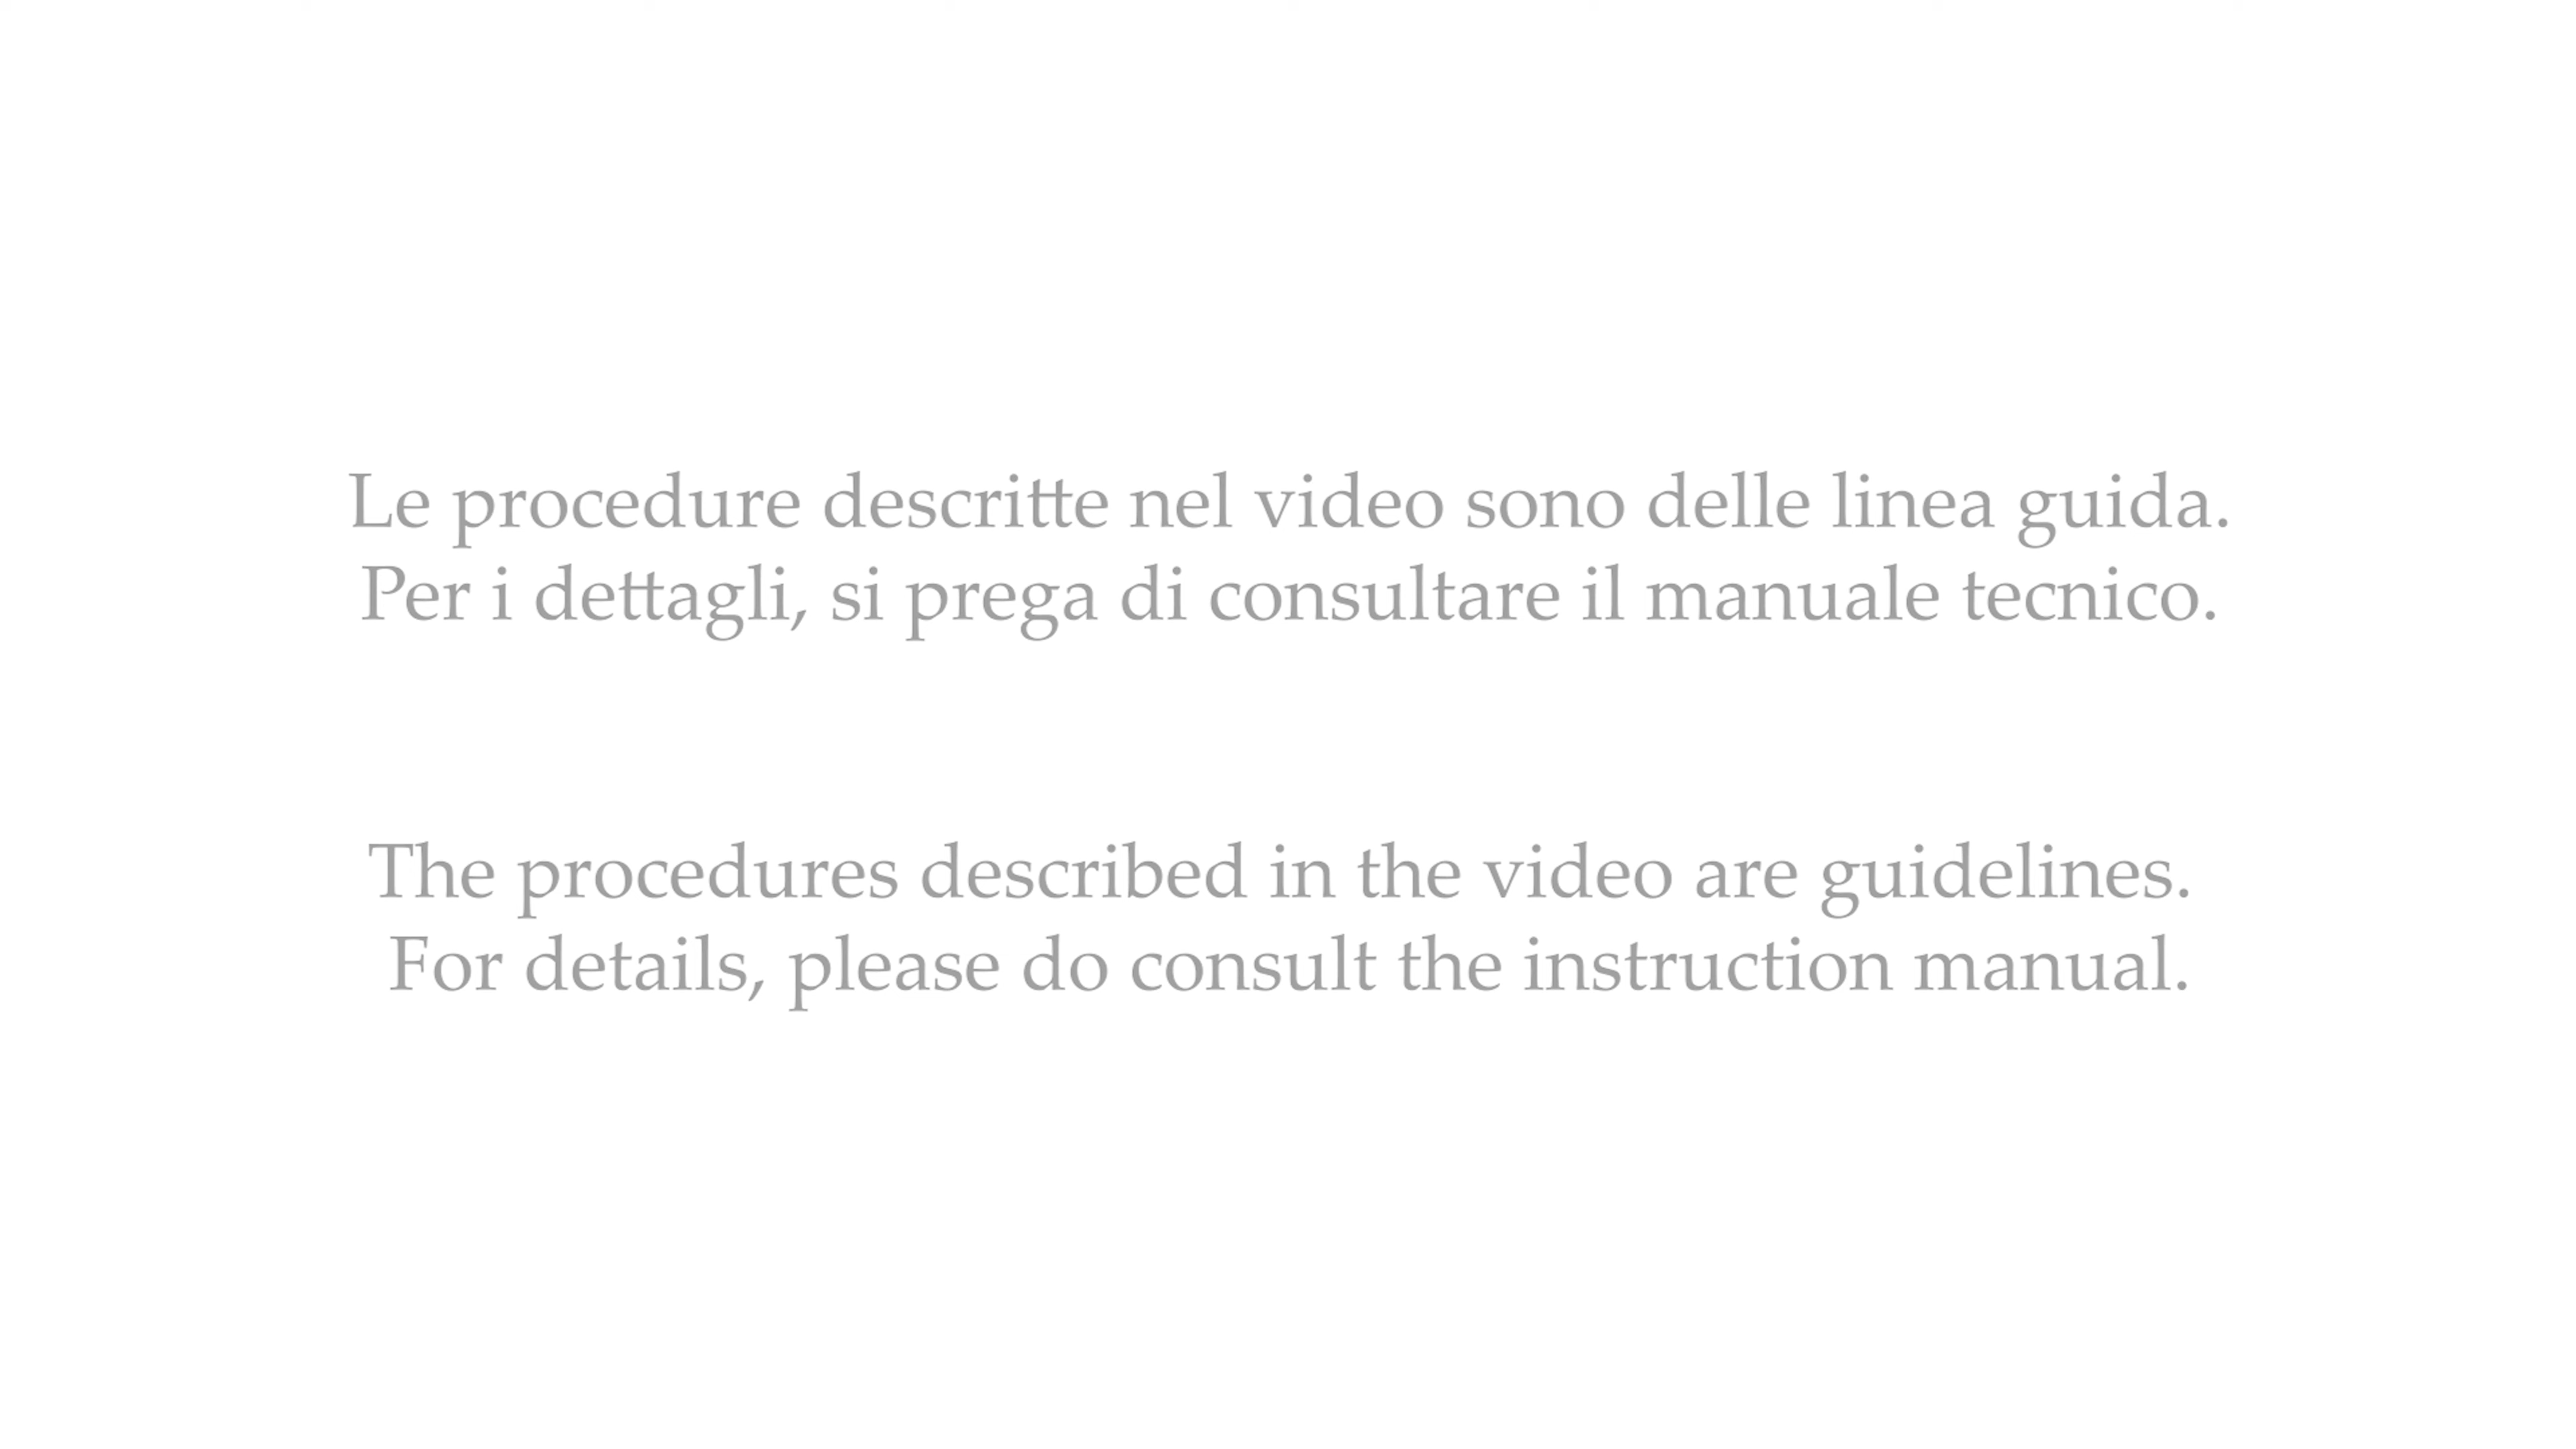 Le procedure descritte nel video sono delle linea guida.
Per i dettagli, si prega di consultare il manuale tecnico.
The procedures described in the video are guidelines.
For details, please do consult the instruction manual.